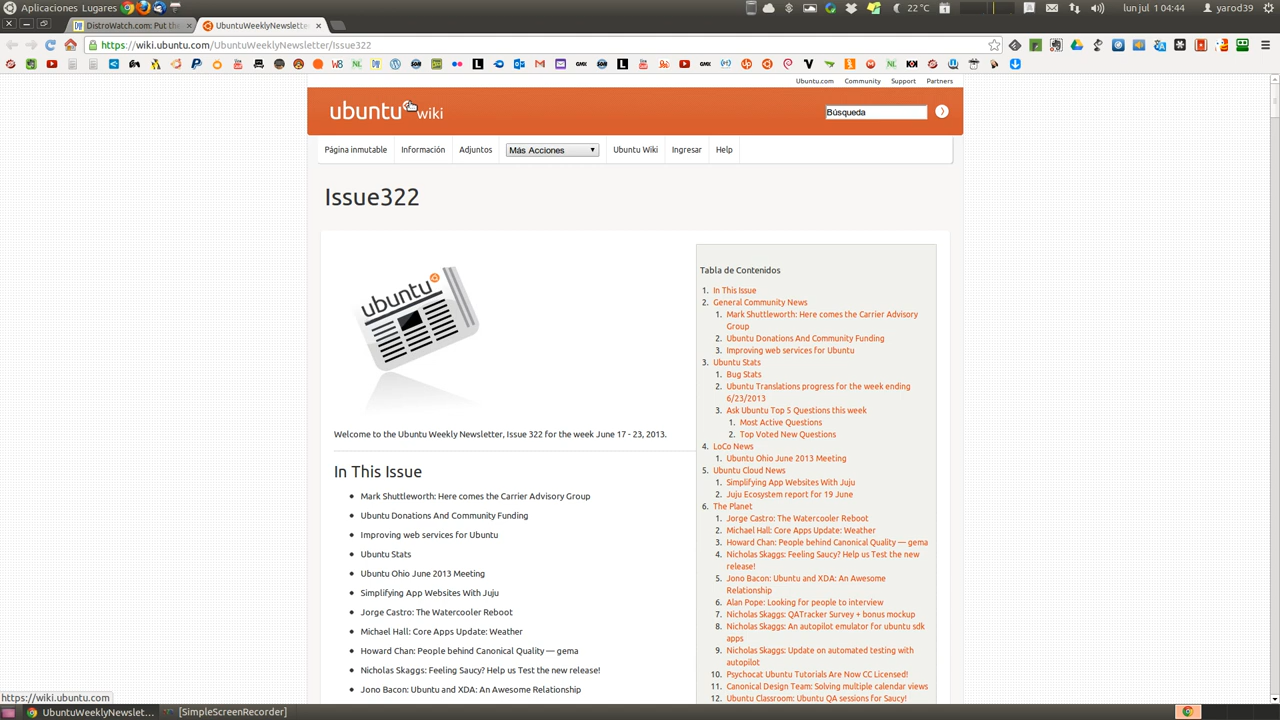 Aplicaciones Lugares
22°C
lun jul 1 04:44
yarod39
DistroWatch.com: Put the
UbuntuWeeklyNewslette
https://wiki.ubuntu.com/UbuntuWeeklyNewsletter/Issue322
Ubuntu.com Community Support Partners
ubuntu wiki
Búsqueda
Página inmutable Información Adjuntos Más Acciones Ubuntu Wiki Ingresar Help
Issue322
ubuntu
Welcome to the Ubuntu Weekly Newsletter, Issue 322 for the week June 17 - 23, 2013.
In This Issue
Mark Shuttleworth: Here comes the Carrier Advisory Group
Ubuntu Donations And Community Funding
Improving web services for Ubuntu
Ubuntu Stats
Ubuntu Ohio June 2013 Meeting
Simplifying App Websites With Juju
Jorge Castro: The Watercooler Reboot
Michael Hall: Core Apps Update: Weather
Howard Chan: People behind Canonical Quality — gema
Nicholas Skaggs: Feeling Saucy? Help us Test the new release!
Jono Bacon: Ubuntu and XDA: An Awesome Relationship
Tabla de Contenidos
1. In This Issue
2. General Community News
1. Mark Shuttleworth: Here comes the Carrier Advisory
Group
2. Ubuntu Donations And Community Funding
3. Improving web services for Ubuntu
3. Ubuntu Stats
1. Bug Stats
2. Ubuntu Translations progress for the week ending
6/23/2013
3. Ask Ubuntu Top 5 Questions this week
1. Most Active Questions
2. Top Voted New Questions
4. LoCo News
1. Ubuntu Ohio June 2013 Meeting
5. Ubuntu Cloud News
1. Simplifying App Websites With Juju
2. Juju Ecosystem report for 19 June
6. The Planet
1. Jorge Castro: The Watercooler Reboot
2. Michael Hall: Core Apps Update: Weather
3. Howard Chan: People behind Canonical Quality — gema
4. Nicholas Skaggs: Feeling Saucy? Help us Test the new
release!
5. Jono Bacon: Ubuntu and XDA: An Awesome
Relationship
6. Alan Pope: Looking for people to interview
7. Nicholas Skaggs: QATracker Survey + bonus mockup
8. Nicholas Skaggs: An autopilot emulator for ubuntu sdk
apps
9. Nicholas Skaggs: Update on automated testing with
autopilot
10. Psychocat Ubuntu Tutorials Are Now CC Licensed!
11. Canonical Design Team: Solving multiple calendar views
12. Ubuntu Classroom: Ubuntu QA sessions for Saucy!
https://wiki.ubuntu.com
UbuntuWeeklyNewslet... [SimpleScreenRecorder]